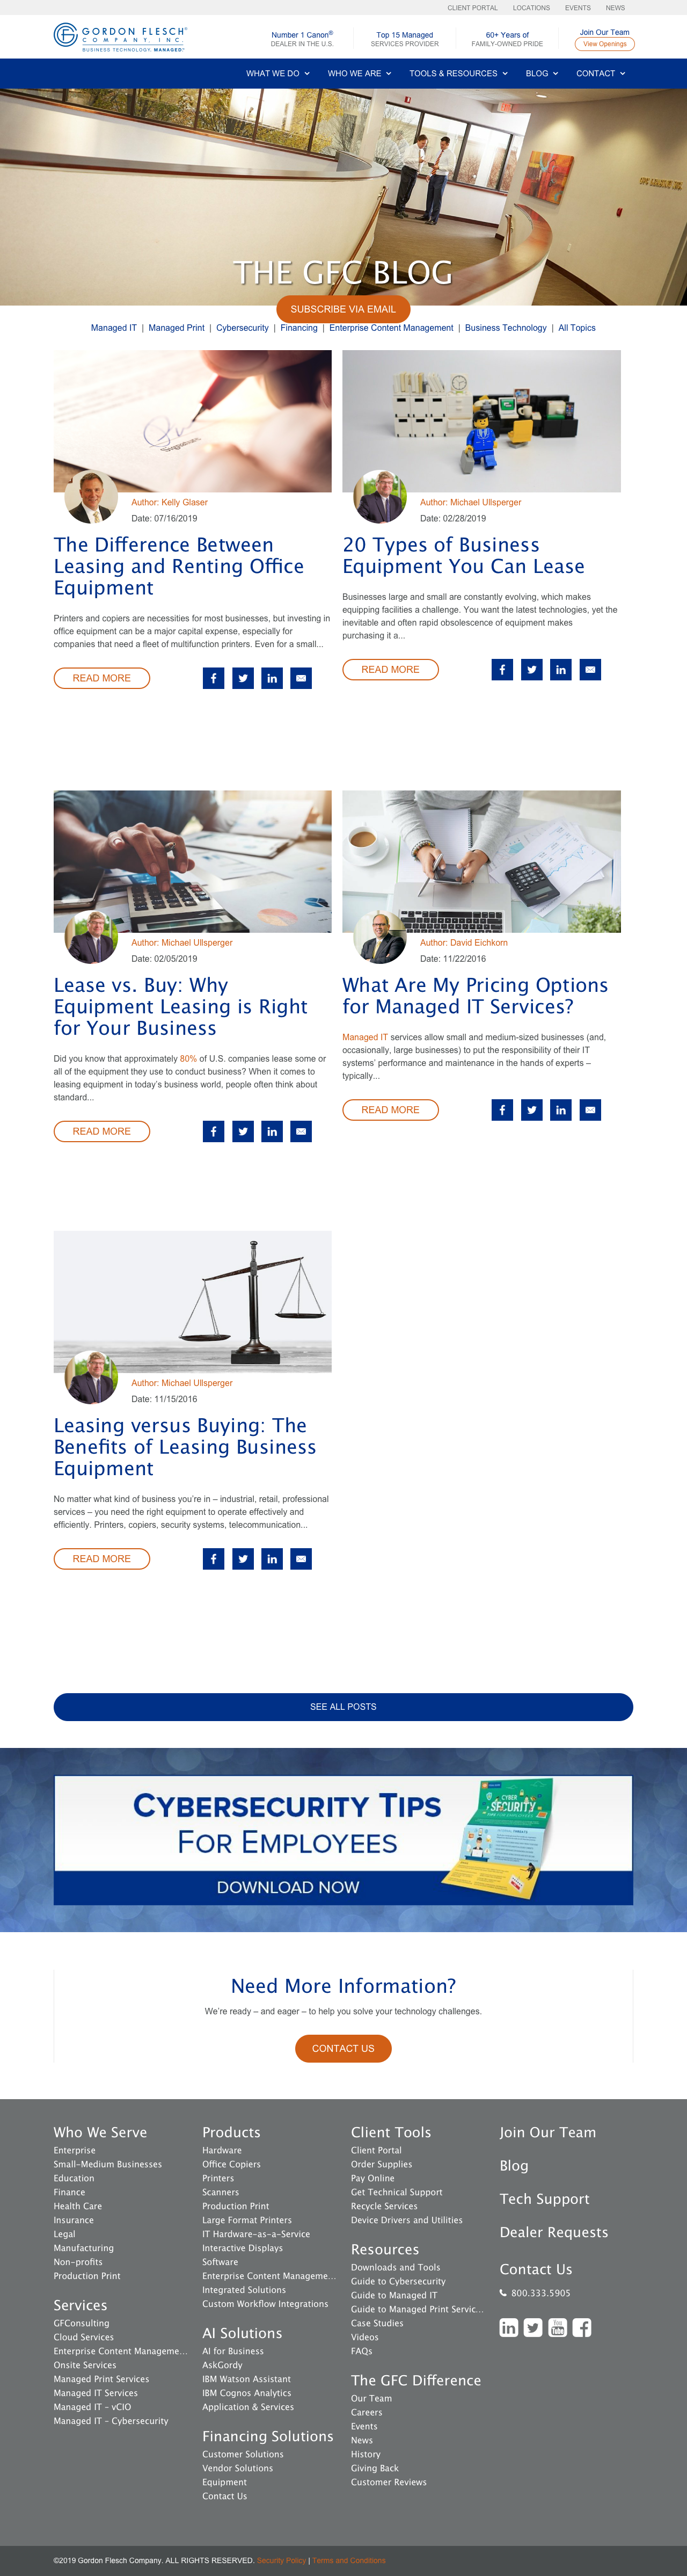 CLIENT PORTAL LOCATIONS EVENTS NEWS
GORDON FLESCH®
COMPANY, INC.
BUSINESS TECHNOLOGY. MANAGED.®
Number 1 Canon®
DEALER IN THE U.S.
Top 15 Managed
SERVICES PROVIDER
60+ Years of
FAMILY-OWNED PRIDE
Join Our Team
View Openings
WHAT WE DO WHO WE ARE TOOLS & RESOURCES BLOG CONTACT
THE GFC BLOG
SUBSCRIBE VIA EMAIL
Managed IT | Managed Print | Cybersecurity | Financing | Enterprise Content Management | Business Technology | All Topics
Author: Kelly Glaser
Date: 07/16/2019
The Difference Between
Leasing and Renting Office
Equipment
Printers and copiers are necessities for most businesses, but investing in
office equipment can be a major capital expense, especially for
companies that need a fleet of multifunction printers. Even for a small...
READ MORE
Author: Michael Ullsperger
Date: 02/28/2019
20 Types of Business
Equipment You Can Lease
Businesses large and small are constantly evolving, which makes
equipping facilities a challenge. You want the latest technologies, yet the
inevitable and often rapid obsolescence of equipment makes
purchasing it a...
READ MORE
Author: Michael Ullsperger
Date: 02/05/2019
Lease vs. Buy: Why
Equipment Leasing is Right
for Your Business
Did you know that approximately 80% of U.S. companies lease some or
all of the equipment they use to conduct business? When it comes to
leasing equipment in today's business world, people often think about
standard...
READ MORE
Author: David Eichkorn
Date: 11/22/2016
What Are My Pricing Options
for Managed IT Services?
Managed IT services allow small and medium-sized businesses (and,
occasionally, large businesses) to put the responsibility of their IT
systems' performance and maintenance in the hands of experts –
typically...
READ MORE
Author: Michael Ullsperger
Date: 11/15/2016
Leasing versus Buying: The
Benefits of Leasing Business
Equipment
No matter what kind of business you're in – industrial, retail, professional
services – you need the right equipment to operate effectively and
efficiently. Printers, copiers, security systems, telecommunication...
READ MORE
SEE ALL POSTS
CYBERSECURITY TIPS
FOR EMPLOYEES
DOWNLOAD NOW
CYBER
SECURITY
Need More Information?
We're ready – and eager – to help you solve your technology challenges.
CONTACT US
Who We Serve
Enterprise
Small-Medium Businesses
Education
Finance
Health Care
Insurance
Legal
Manufacturing
Non-profits
Production Print
Services
GFConsulting
Cloud Services
Enterprise Content Manageme...
Onsite Services
Managed Print Services
Managed IT Services
Managed IT - vCIO
Managed IT - Cybersecurity
Products
Hardware
Office Copiers
Printers
Scanners
Production Print
Large Format Printers
IT Hardware-as-a-Service
Interactive Displays
Software
Enterprise Content Manageme...
Integrated Solutions
Custom Workflow Integrations
AI Solutions
AI for Business
AskGordy
IBM Watson Assistant
IBM Cognos Analytics
Application & Services
Financing Solutions
Customer Solutions
Vendor Solutions
Equipment
Contact Us
Client Tools
Client Portal
Order Supplies
Pay Online
Get Technical Support
Recycle Services
Device Drivers and Utilities
Resources
Downloads and Tools
Guide to Cybersecurity
Guide to Managed IT
Guide to Managed Print Servic...
Case Studies
Videos
FAQs
The GFC Difference
Our Team
Careers
Events
News
History
Giving Back
Customer Reviews
Join Our Team
Blog
Tech Support
Dealer Requests
Contact Us
800.333.5905
©2019 Gordon Flesch Company. ALL RIGHTS RESERVED. Security Policy | Terms and Conditions